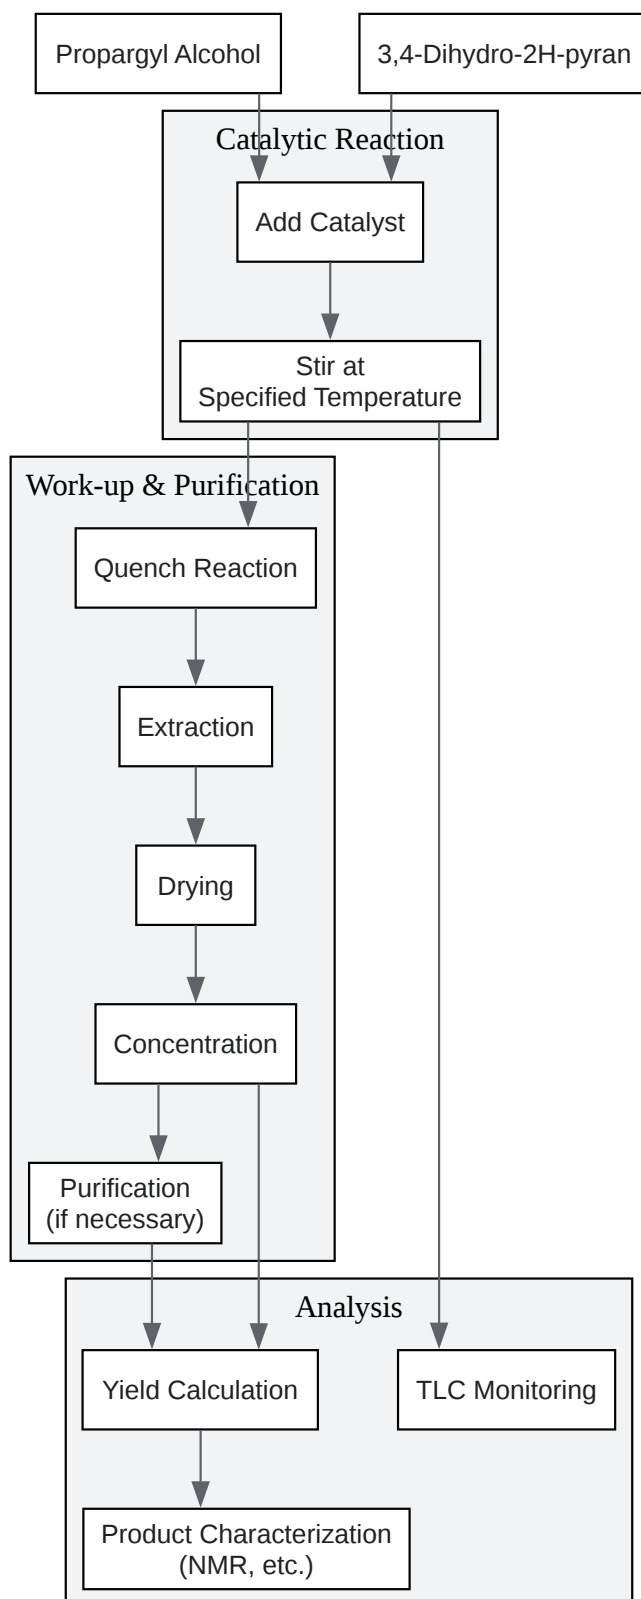 Propargyl Alcohol
3,4-Dihydro-2H-pyran
Catalytic Reaction
Add Catalyst
Stir at
Specified Temperature
Work-up & Purification
Quench Reaction
Extraction
Drying
Concentration
Purification
(if necessary)
Analysis
Yield Calculation
TLC Monitoring
Product Characterization
(NMR, etc.)